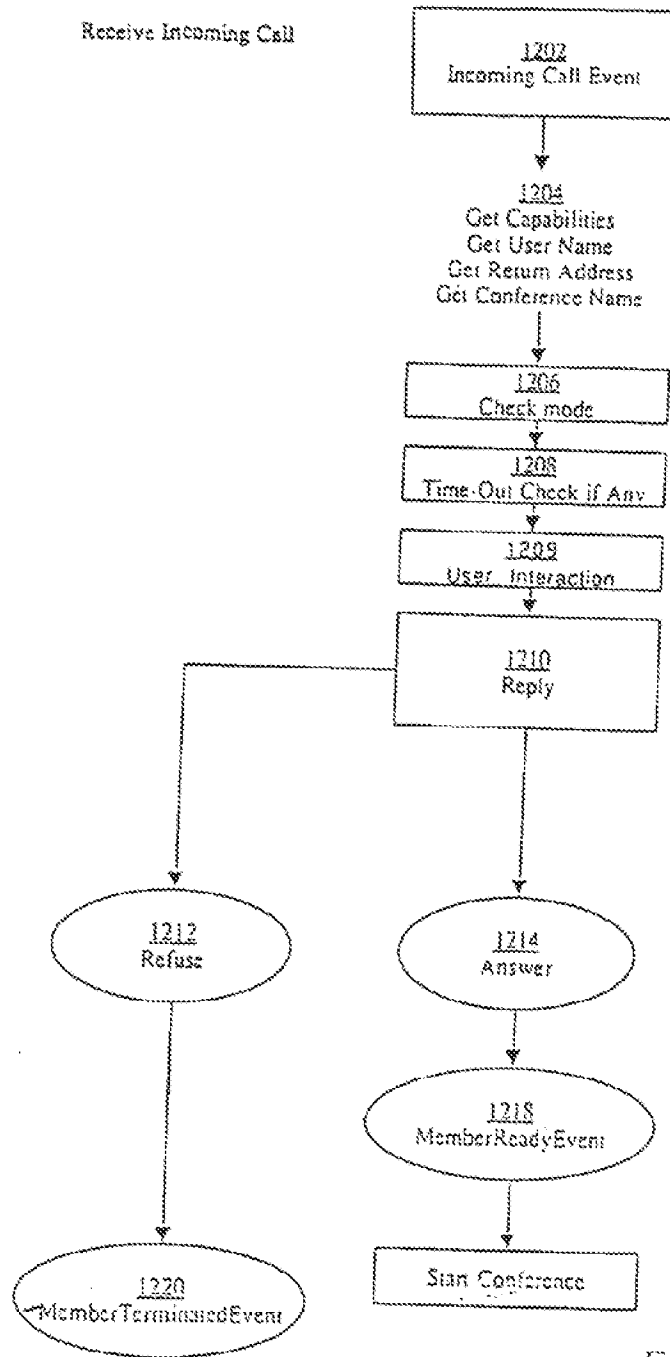 Receive Incoming Call
1202
Incoming Call Event
1204
Get Capabilities
Get User Name
Get Return Address
Get Conference Name
1206
Check mode
1208
Time-Out Check if Any
1209
User Interaction
1210
Reply
1212
Refuse
1214
Answer
1218
MemberReadyEvent
1220
MemberTerminatedEvent
Start Conference